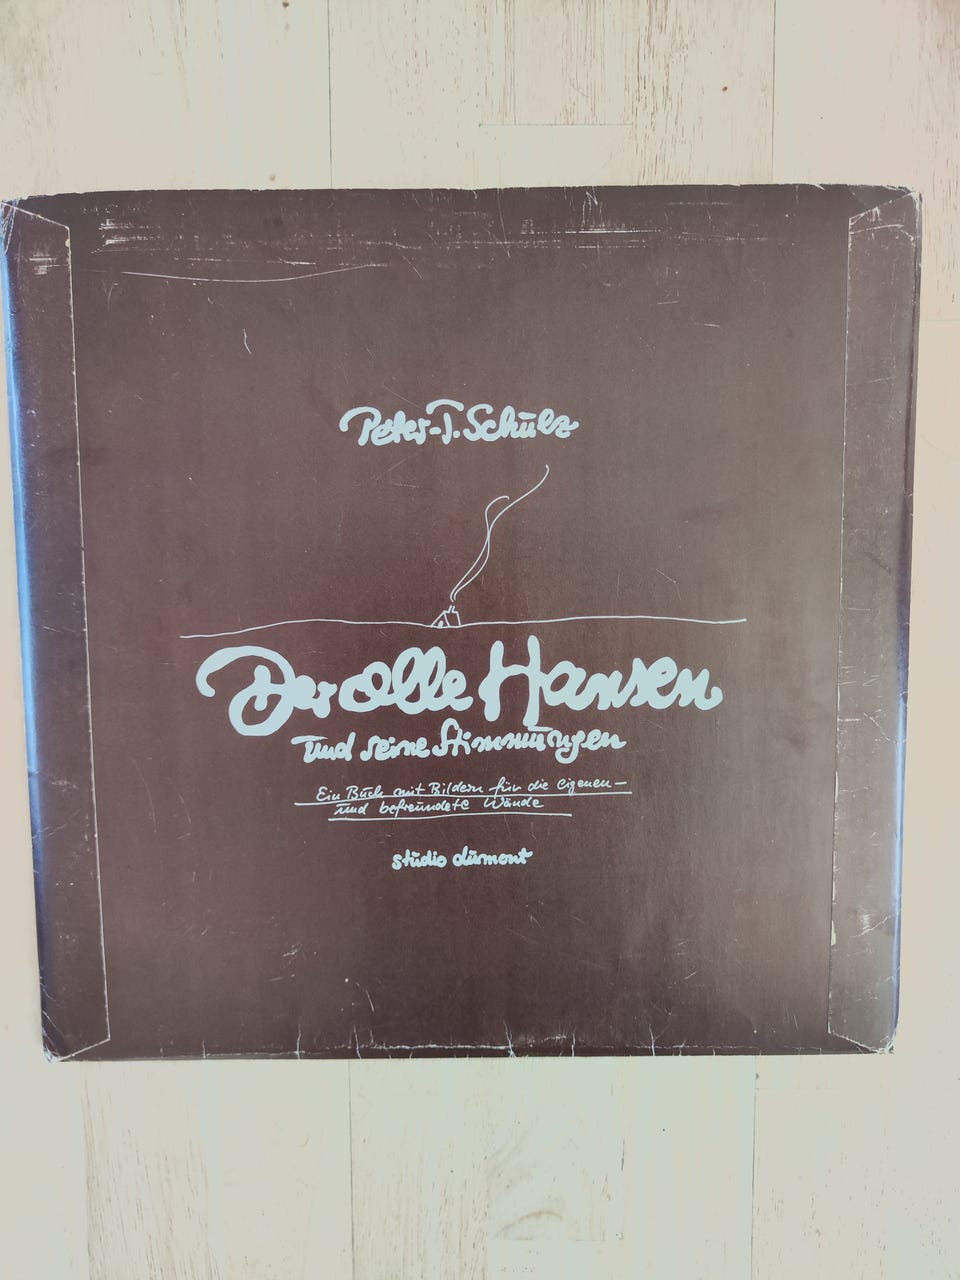 Peter-T. Schulz
Der olle Hansen
und seine Stimmungen
Ein Buch mit Bildern für die eigenen-
und befreundete Wände
studio dumont